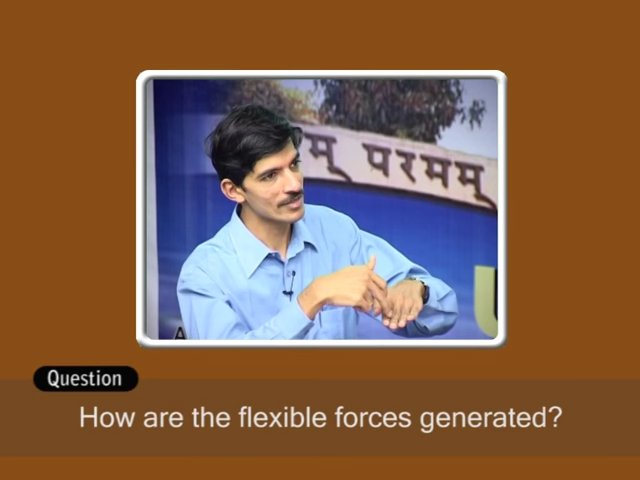 म् परमम्
A
U
Question
How are the flexible forces generated?